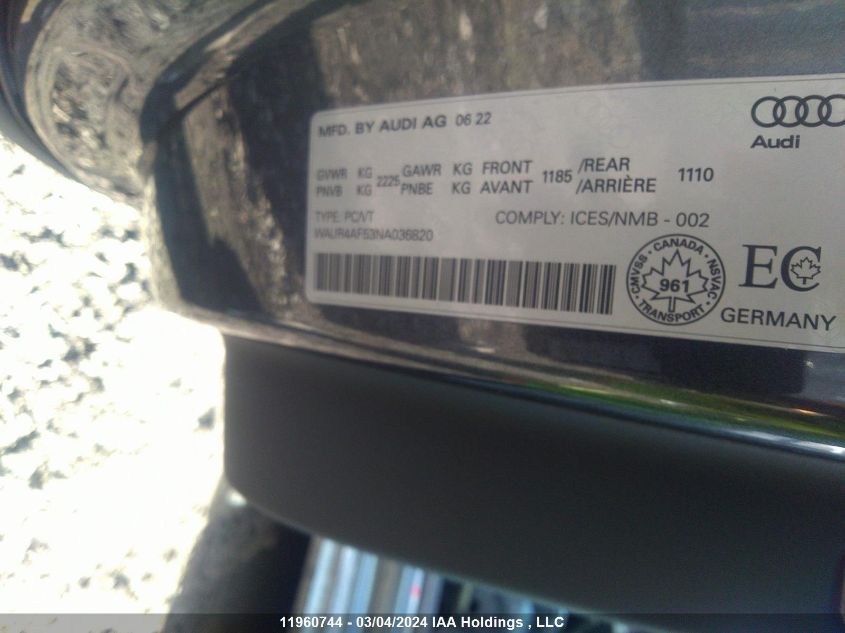 MFD. BY AUDI AG 06 22
Audi
GVWR KG 2225 GAWR KG FRONT 1185 /REAR 1110
PNVB KG PNBE KG AVANT /ARRIÈRE
TYPE: PC/VT COMPLY: ICES/NMB - 002
WAUR4AF53NA036820
CMVSS • CANADA • NSVAC • TRANSPORT •
961
EC
GERMANY
11960744 - 03/04/2024 IAA Holdings , LLC